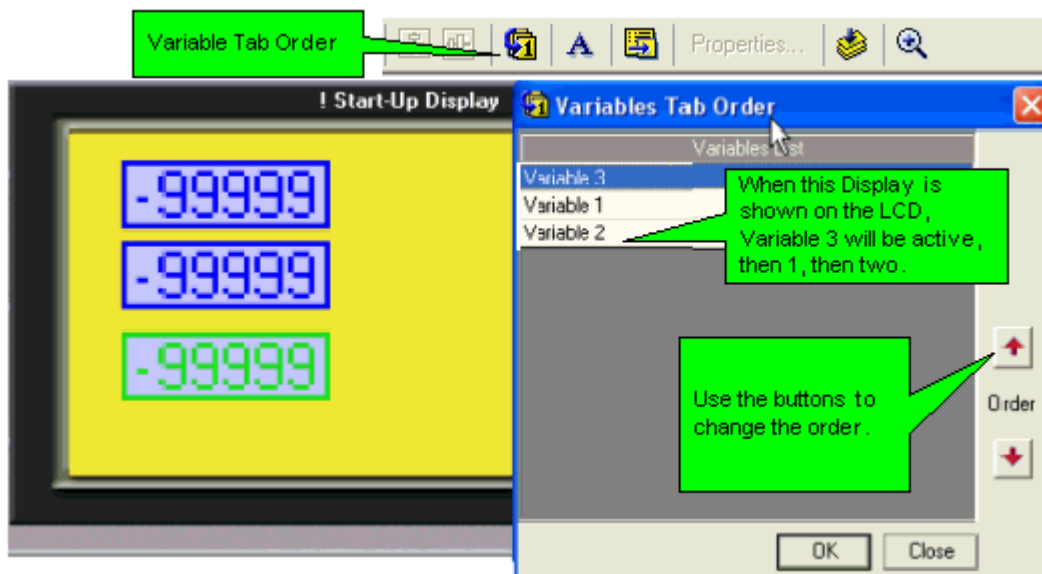 Variable Tab Order
Properties...
! Start-Up Display
-99999
-99999
-99999
Variables Tab Order
Variables List
Variable 3
Variable 1
Variable 2
When this Display is
shown on the LCD,
Variable 3 will be active,
then 1, then two.
Use the buttons to
change the order.
Order
OK
Close